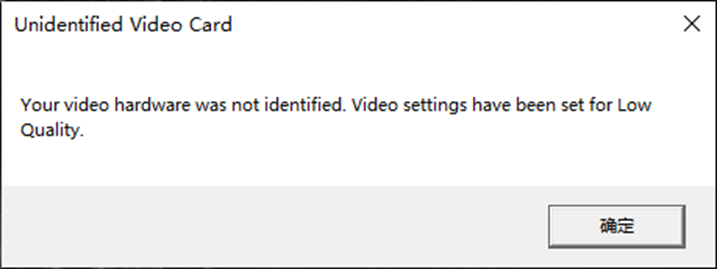 Unidentified Video Card
Your video hardware was not identified. Video settings have been set for Low
Quality.
确定